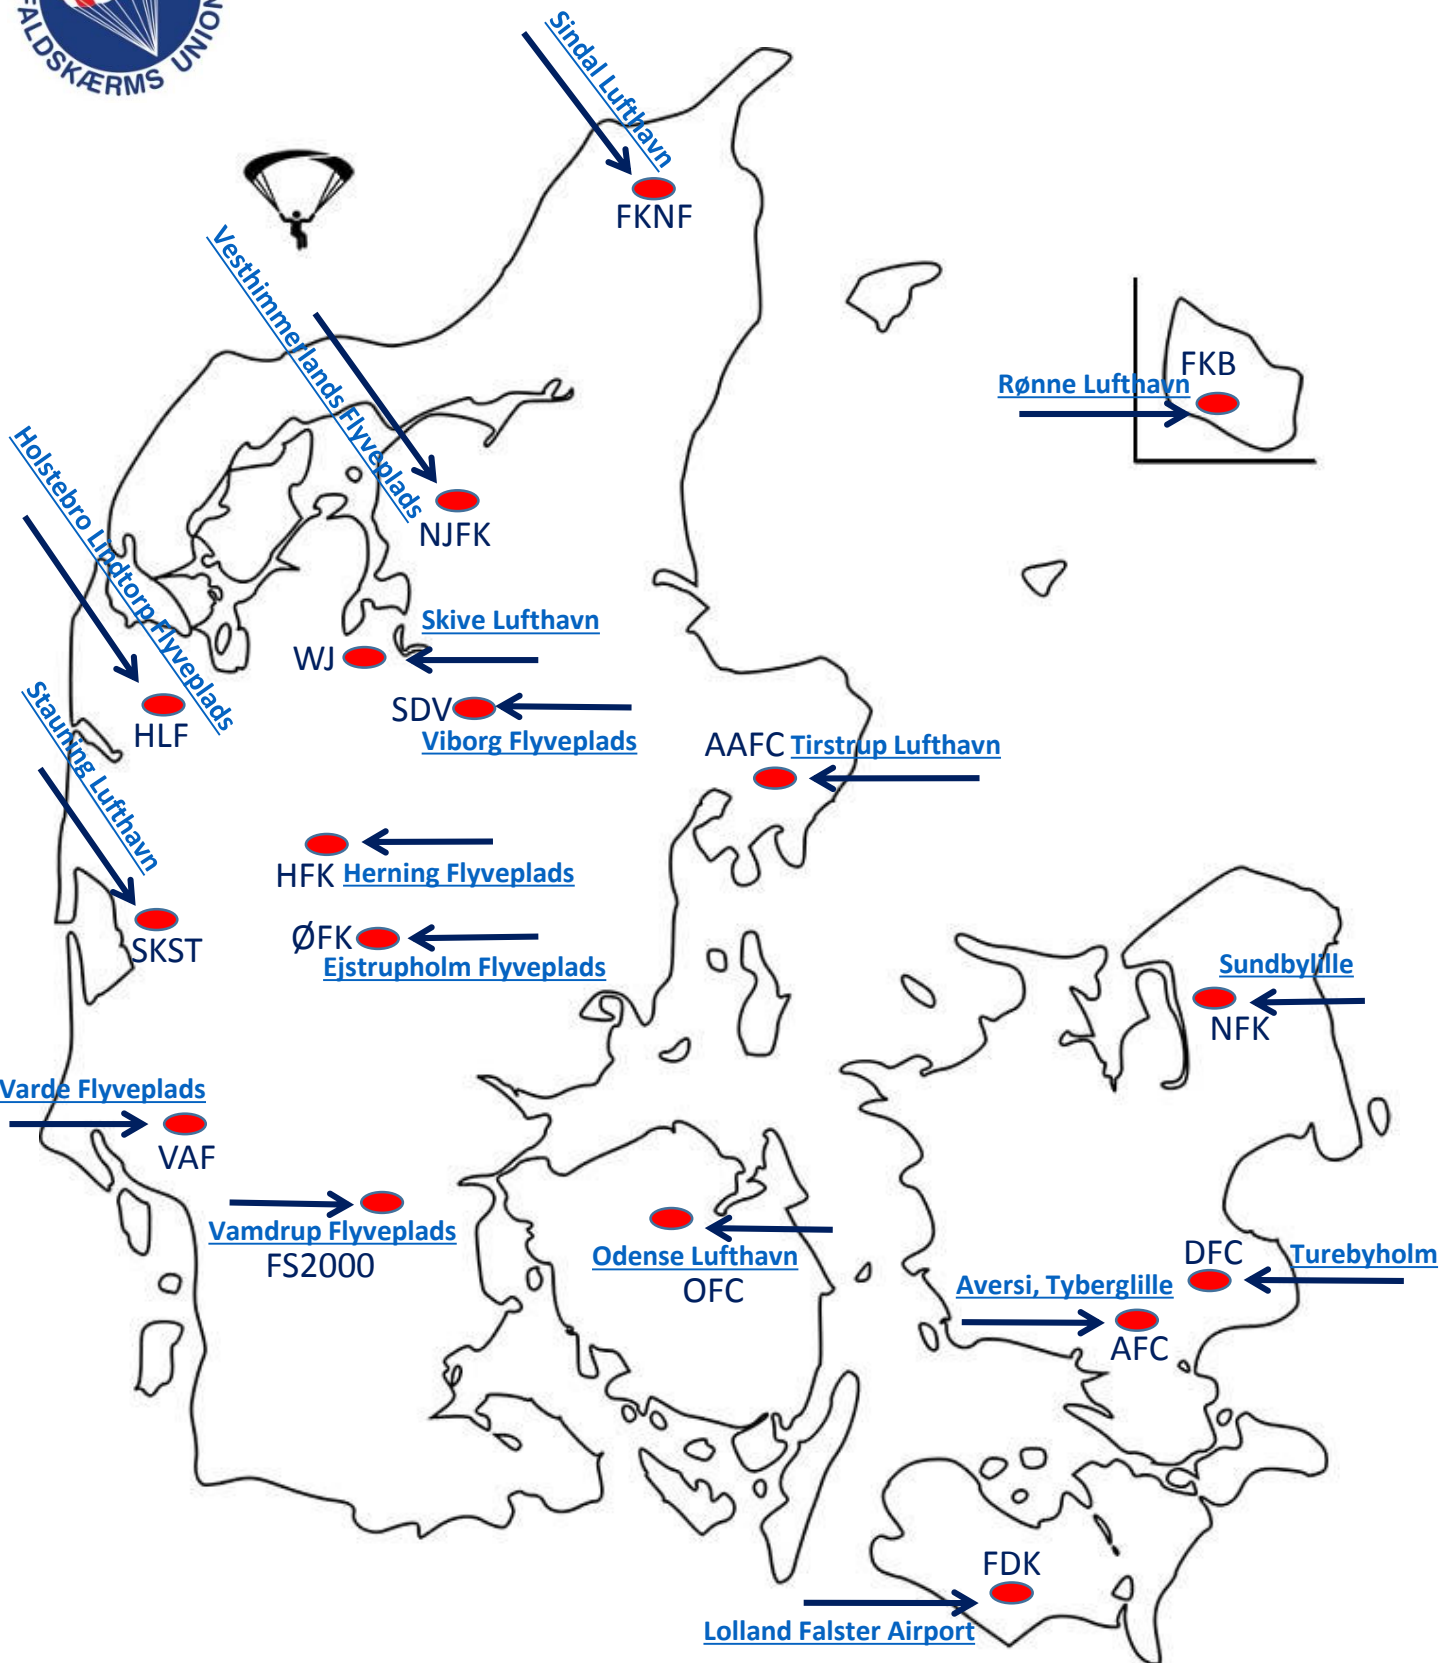 FALDSKÆRMS UNION
Sindal Lufthavn
FKNF
Vesthimmerlands Flyveplads
NJFK
FKB
Rønne Lufthavn
Holstebro Lindtorp Flyveplads
HLF
Skive Lufthavn
WJ
SDV
Viborg Flyveplads
AAFC Tirstrup Lufthavn
Stauning Lufthavn
SKST
HFK Herning Flyveplads
ØFK
Ejstrupholm Flyveplads
Sundbylille
NFK
Varde Flyveplads
VAF
Vamdrup Flyveplads
FS2000
Odense Lufthavn
OFC
DFC
Turebyholm
Aversi, Tyberglille
AFC
FDK
Lolland Falster Airport